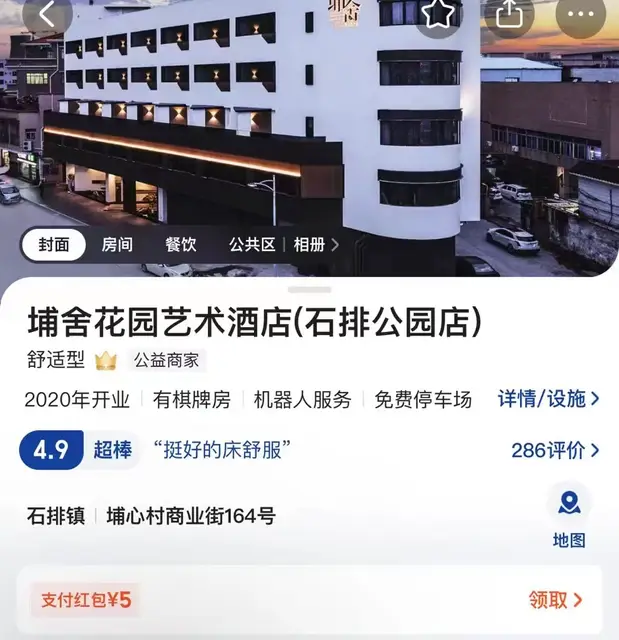 封面 房间 餐饮 公共区 相册
埔舍花园艺术酒店(石排公园店)
舒适型 公益商家
2020年开业 有棋牌房 机器人服务 免费停车场 详情/设施
4.9 超棒 “挺好的床舒服” 286评价
石排镇 埔心村商业街164号
地图
支付红包¥5 领取